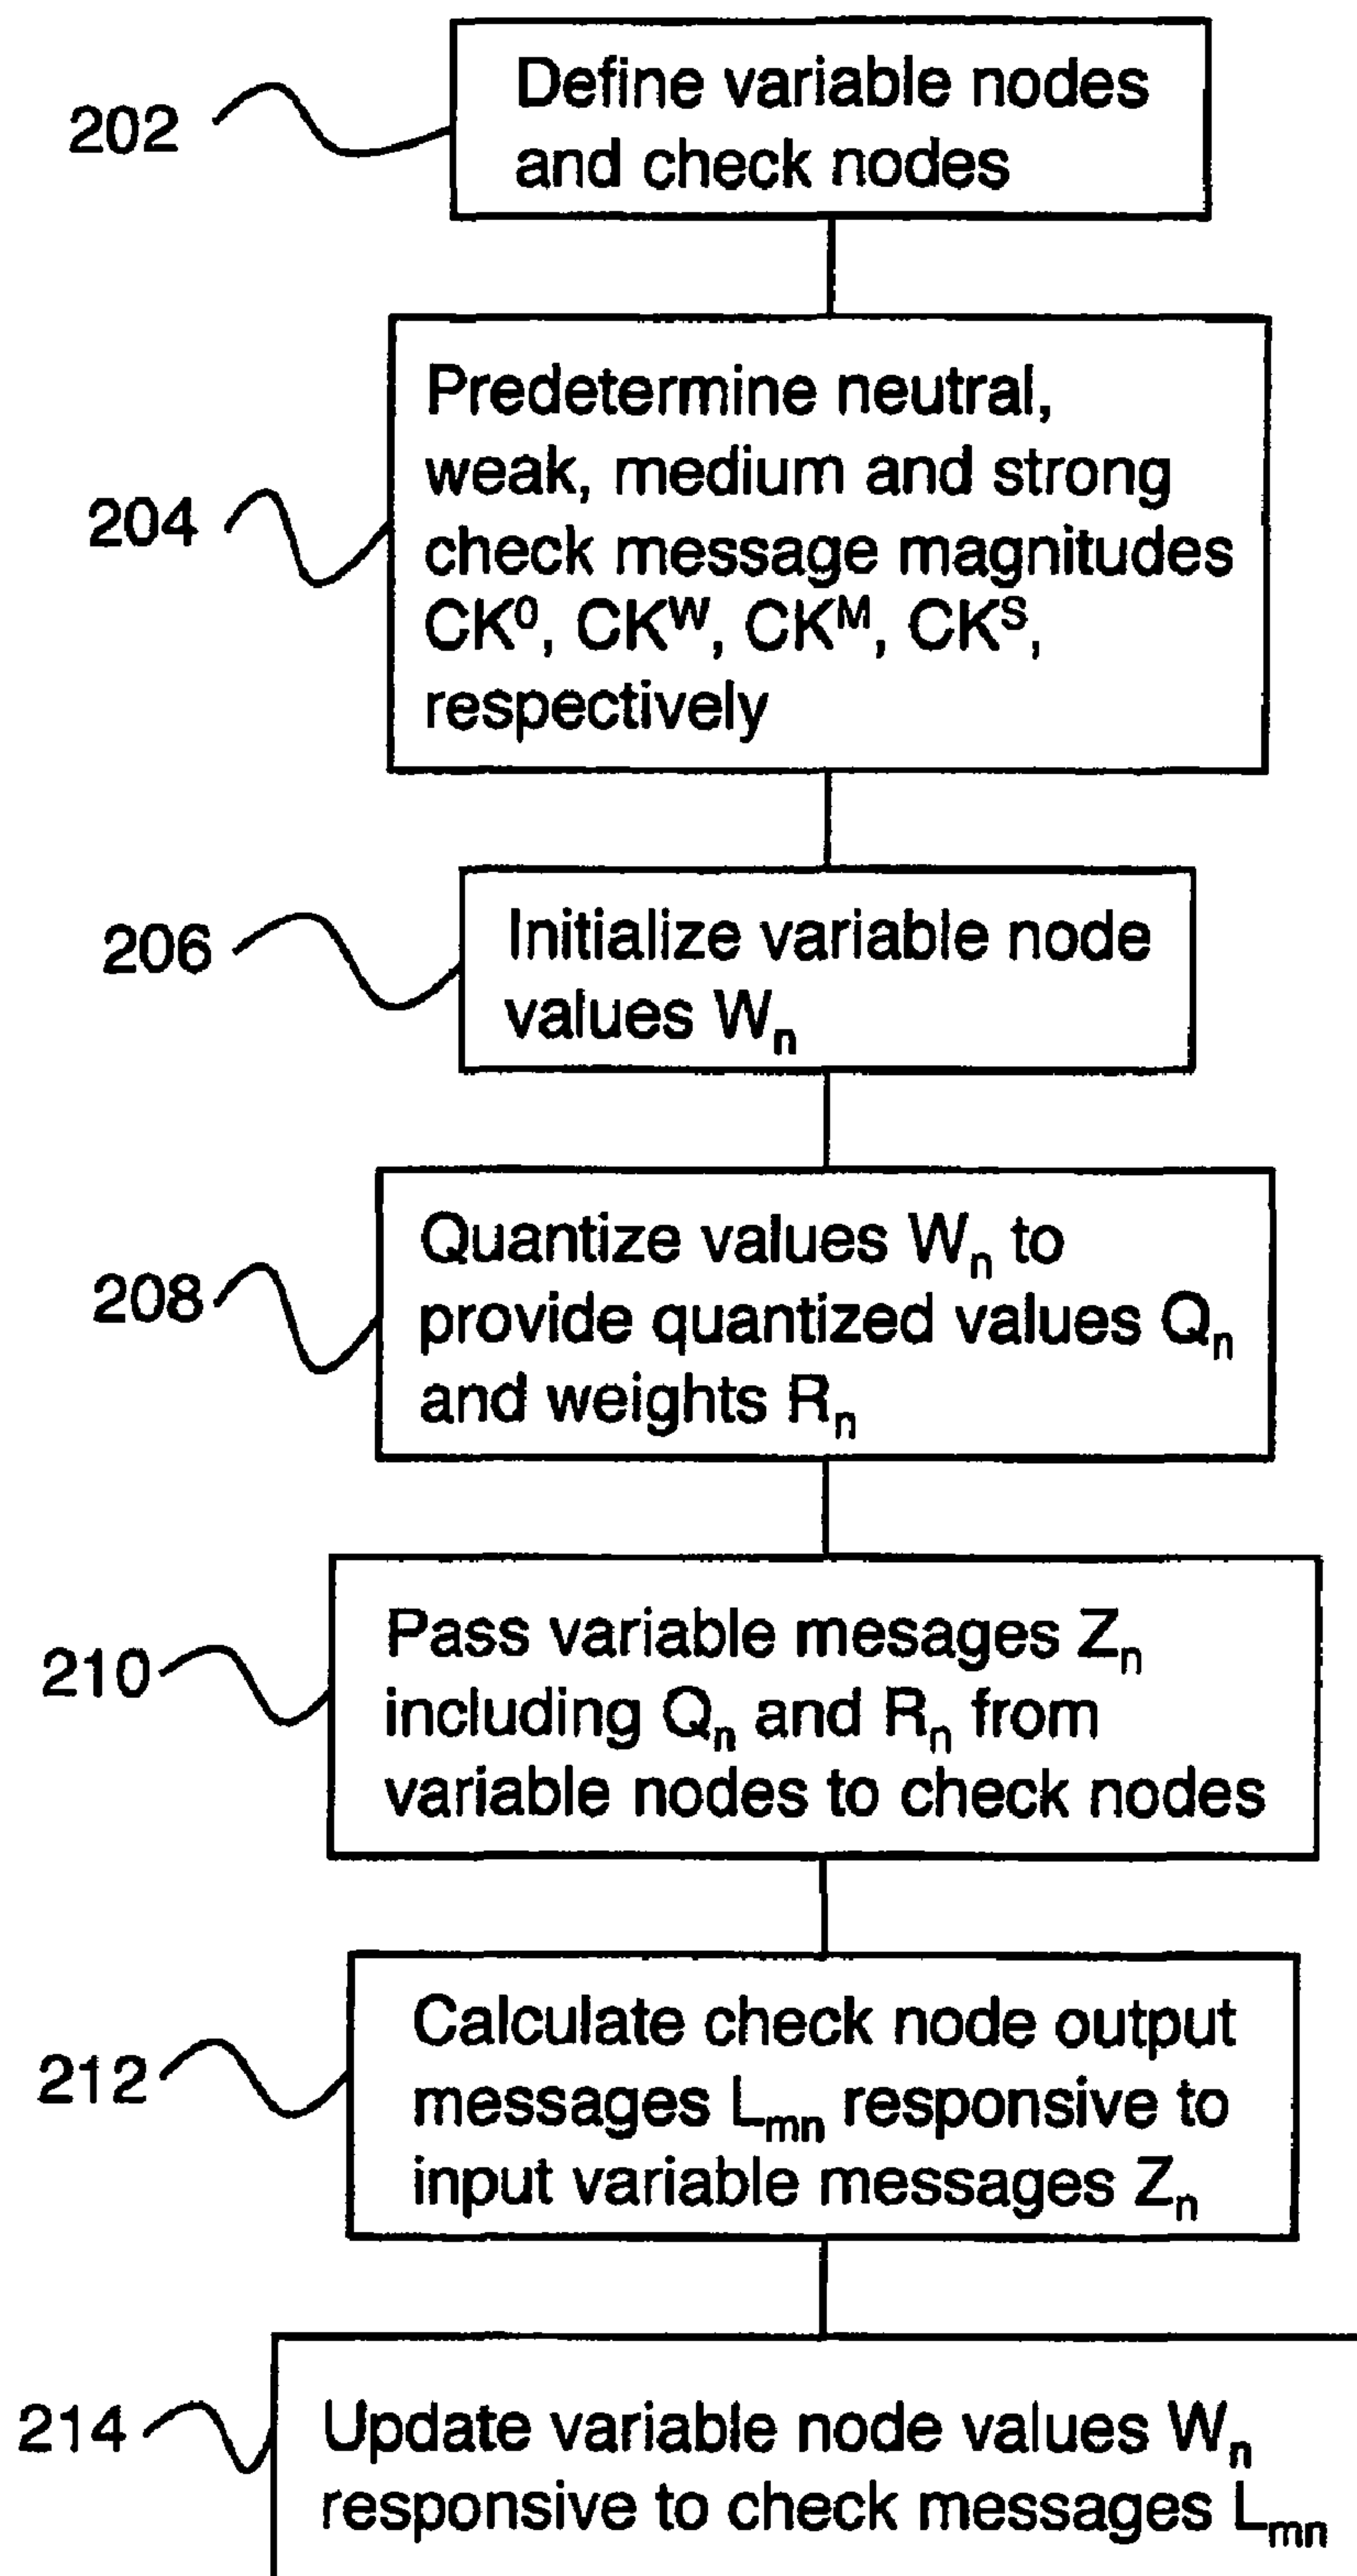 202
Define variable nodes
and check nodes
204
Predetermine neutral,
weak, medium and strong
check message magnitudes
CK⁰, CKᵂ, CKᴹ, CKˢ,
respectively
206
Initialize variable node
values Wₙ
208
Quantize values Wₙ to
provide quantized values Qₙ
and weights Rₙ
210
Pass variable mesages Zₙ
including Qₙ and Rₙ from
variable nodes to check nodes
212
Calculate check node output
messages Lₘₙ responsive to
input variable messages Zₙ
214
Update variable node values Wₙ
responsive to check messages Lₘₙ